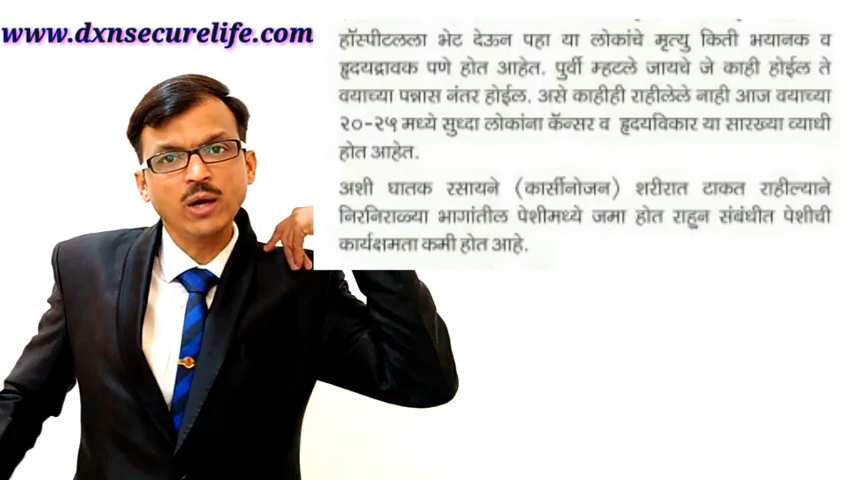 www.dxnsecurelife.com
हॉस्पीटलला भेट देऊन पहा या लोकांचे मृत्यु किती भयानक व
हृदयद्रावक पणे होत आहेत. पुर्वी म्हटले जायचे जे काही होईल ते
वयाच्या पन्नास नंतर होईल. असे काहीही राहीलेले नाही आज वयाच्या
२०-२५ मध्ये सुध्दा लोकांना कॅन्सर व हृदयविकार या सारख्या व्याधी
होत आहेत.
अशी घातक रसायने (कार्सीनोजन) शरीरात टाकत राहील्याने
निरनिराळ्या भागांतील पेशीमध्ये जमा होत राहून संबंधीत पेशीची
कार्यक्षमता कमी होत आहे.